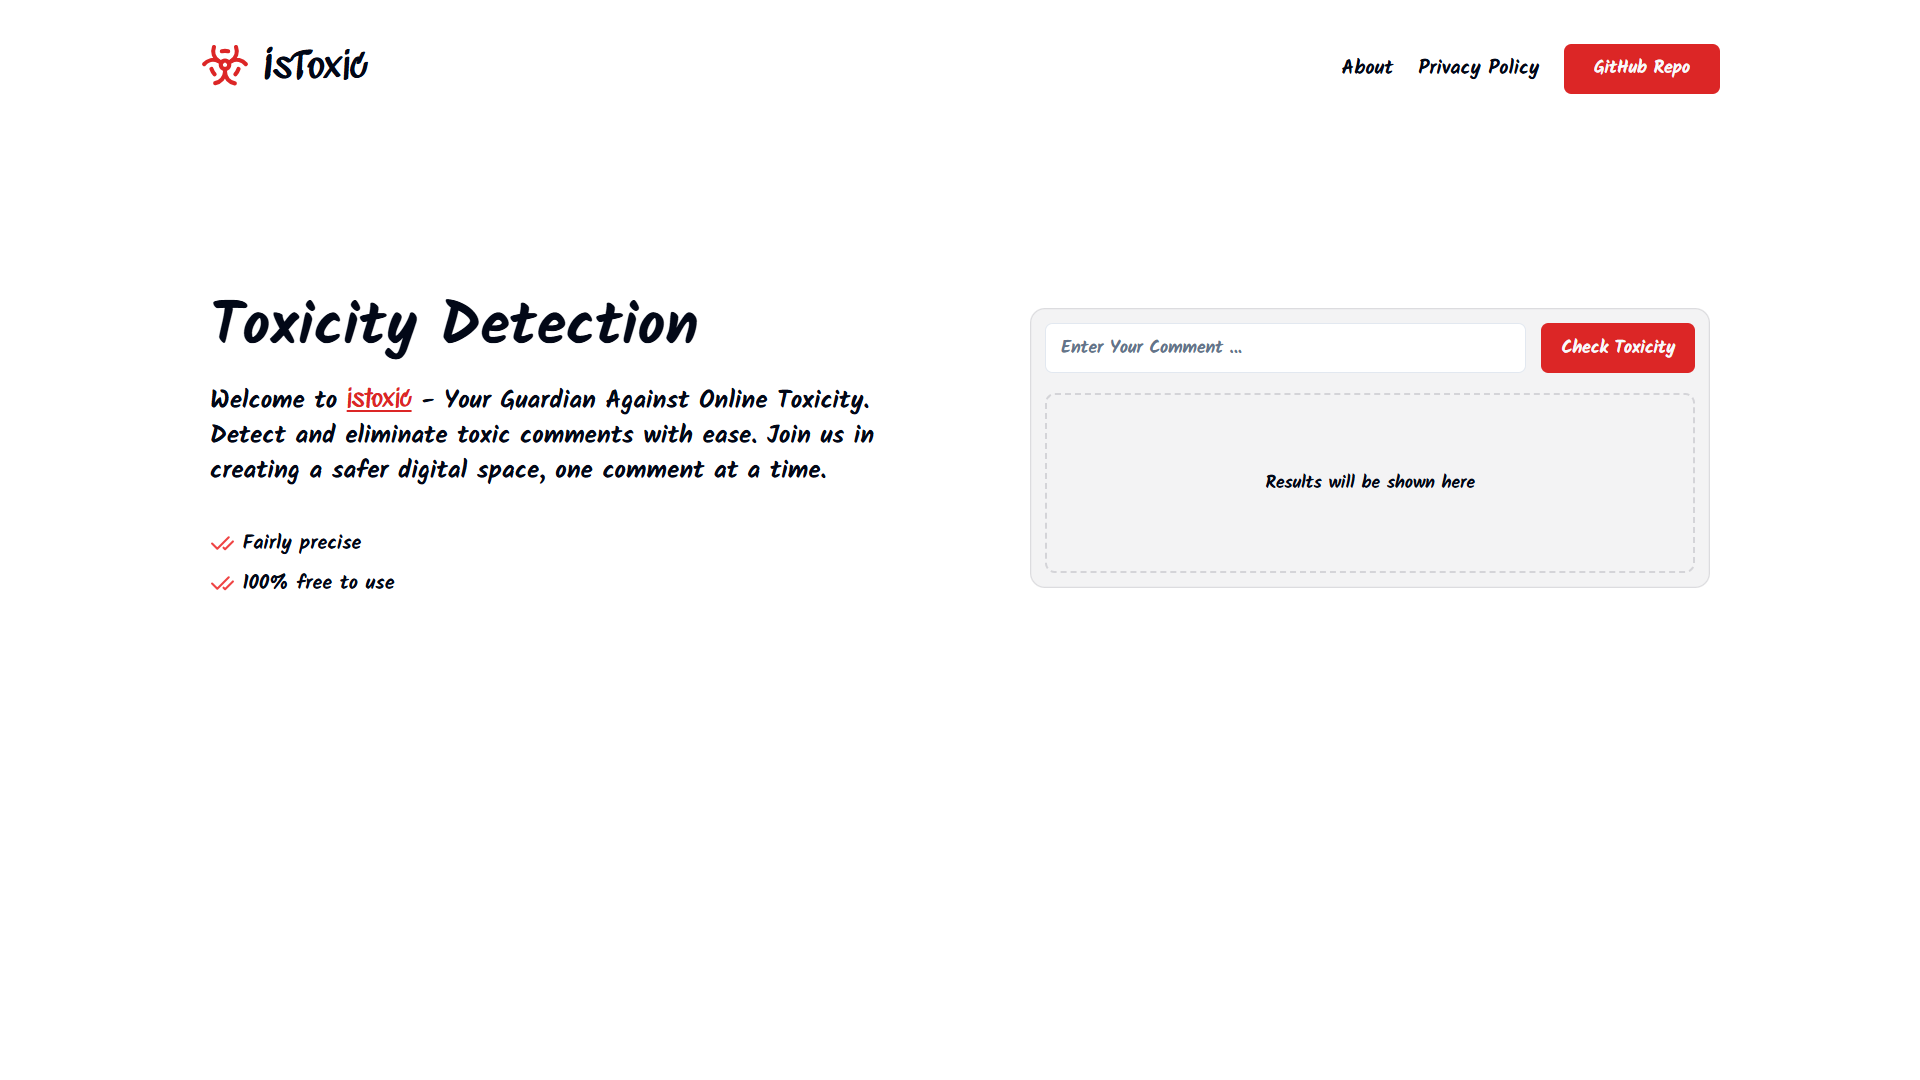 isToxic
About
Privacy Policy
GitHub Repo
Toxicity Detection
Welcome to istoxic - Your Guardian Against Online Toxicity.
Detect and eliminate toxic comments with ease. Join us in
creating a safer digital space, one comment at a time.
Fairly precise
100% free to use
Enter Your Comment ...
Check Toxicity
Results will be shown here